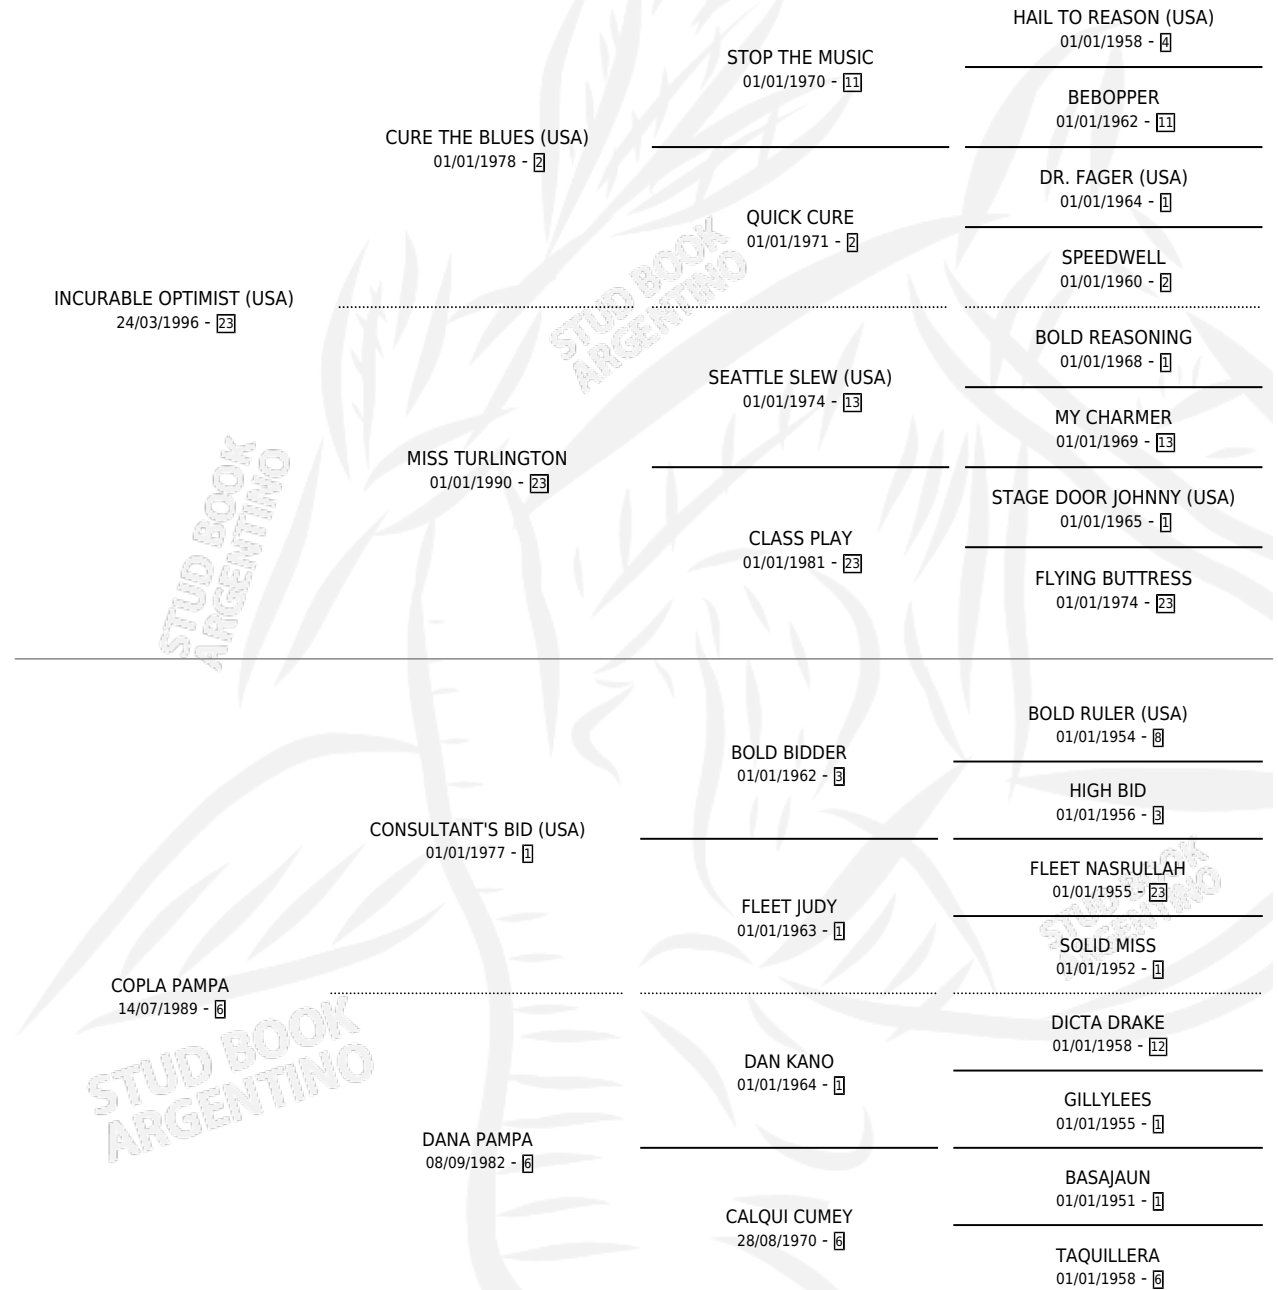 HAIL TO REASON (USA)
01/01/1958 - 4
STOP THE MUSIC
01/01/1970 - 11
BEBOPPER
01/01/1962 - 11
CURE THE BLUES (USA)
01/01/1978 - 2
DR. FAGER (USA)
01/01/1964 - 1
QUICK CURE
01/01/1971 - 2
SPEEDWELL
01/01/1960 - 2
INCURABLE OPTIMIST (USA)
24/03/1996 - 23
BOLD REASONING
01/01/1968 - 1
SEATTLE SLEW (USA)
01/01/1974 - 13
MY CHARMER
01/01/1969 - 13
MISS TURLINGTON
01/01/1990 - 23
STAGE DOOR JOHNNY (USA)
01/01/1965 - 1
CLASS PLAY
01/01/1981 - 23
FLYING BUTTRESS
01/01/1974 - 23
BOLD RULER (USA)
01/01/1954 - 8
BOLD BIDDER
01/01/1962 - 3
HIGH BID
01/01/1956 - 3
CONSULTANT'S BID (USA)
01/01/1977 - 1
FLEET NASRULLAH
01/01/1955 - 23
FLEET JUDY
01/01/1963 - 1
SOLID MISS
01/01/1952 - 1
COPLA PAMPA
14/07/1989 - 6
DICTA DRAKE
01/01/1958 - 12
DAN KANO
01/01/1964 - 1
GILLYLEES
01/01/1955 - 1
DANA PAMPA
08/09/1982 - 6
BASAJAUN
01/01/1951 - 1
CALQUI CUMEY
28/08/1970 - 6
TAQUILLERA
01/01/1958 - 6
STUD BOOK
ARGENTINO
STUD BOOK
ARGENTINO
STUD BOOK
ARGENTINO
STUD BOOK
ARGENTINO